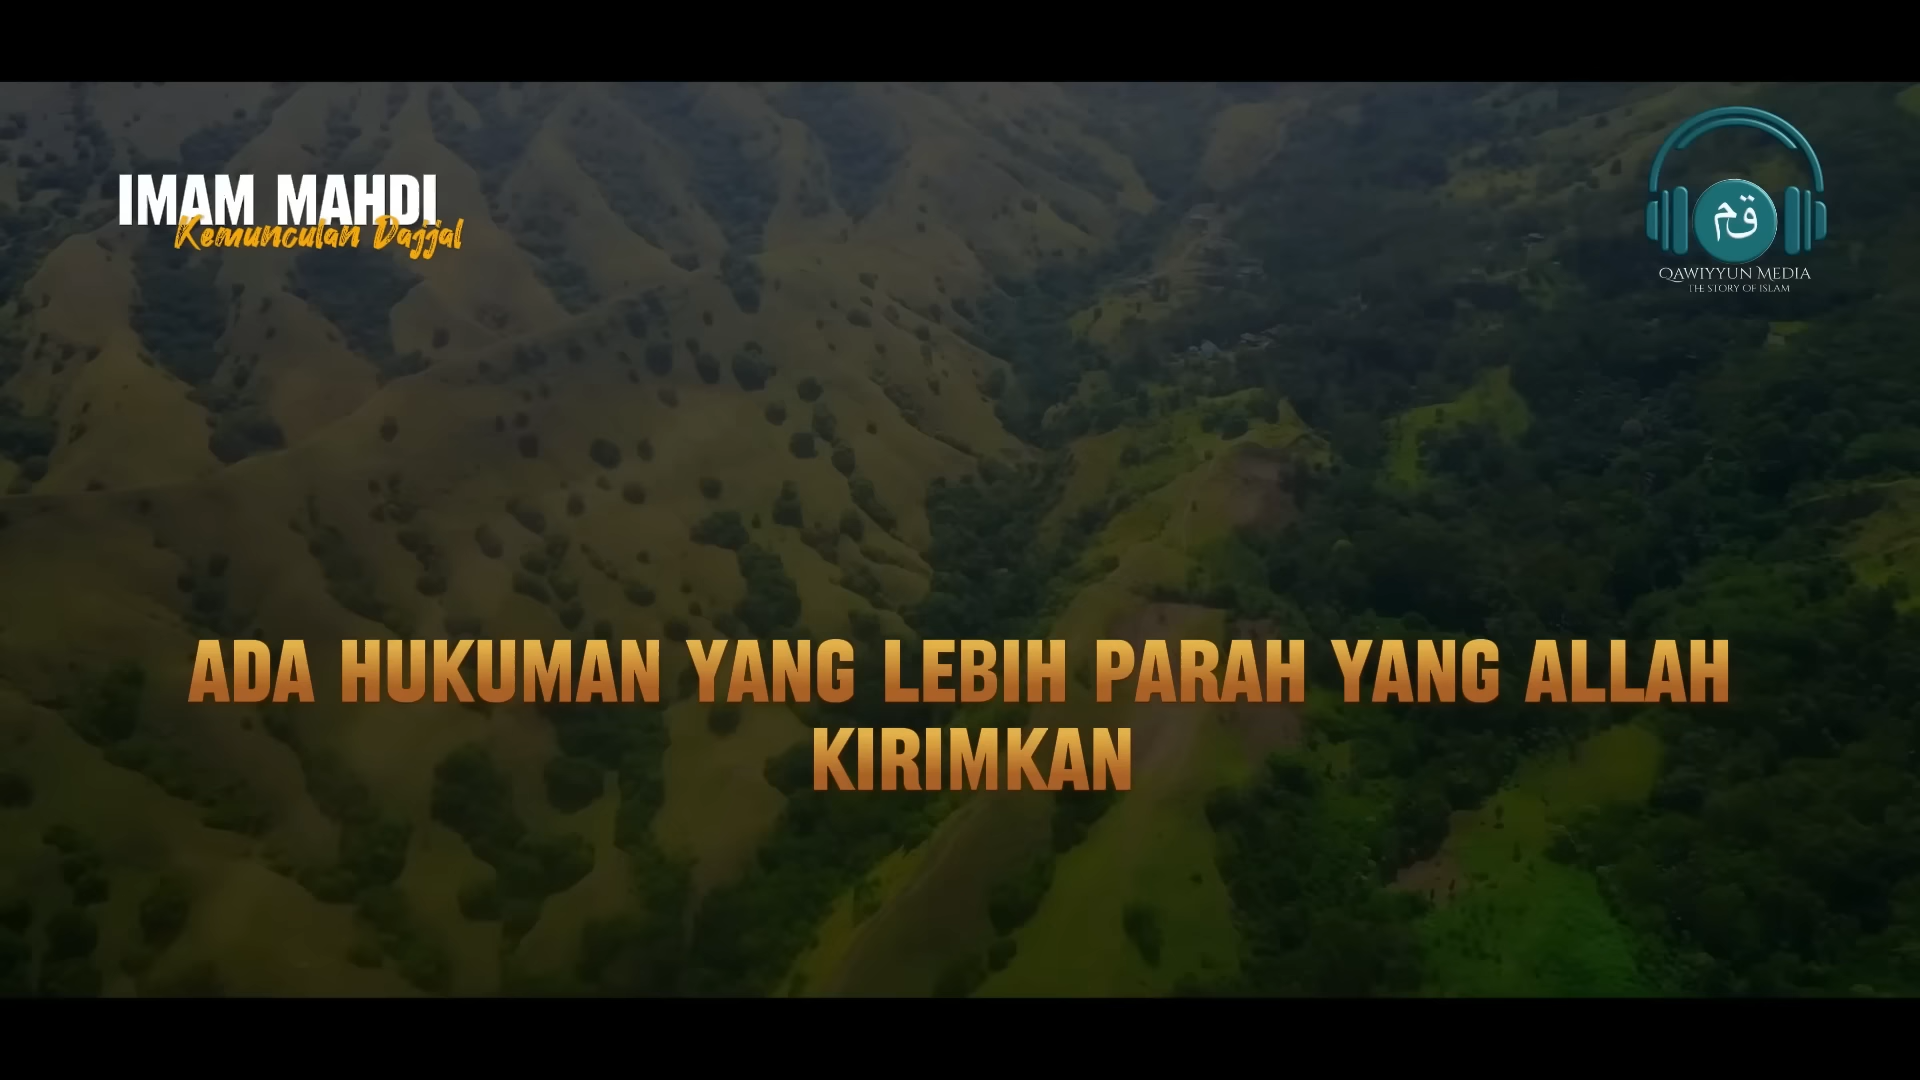 IMAM MAHDI
Kemunculan Dajjal
قم
QAWIYYUN MEDIA
THE STORY OF ISLAM
ADA HUKUMAN YANG LEBIH PARAH YANG ALLAH
KIRIMKAN